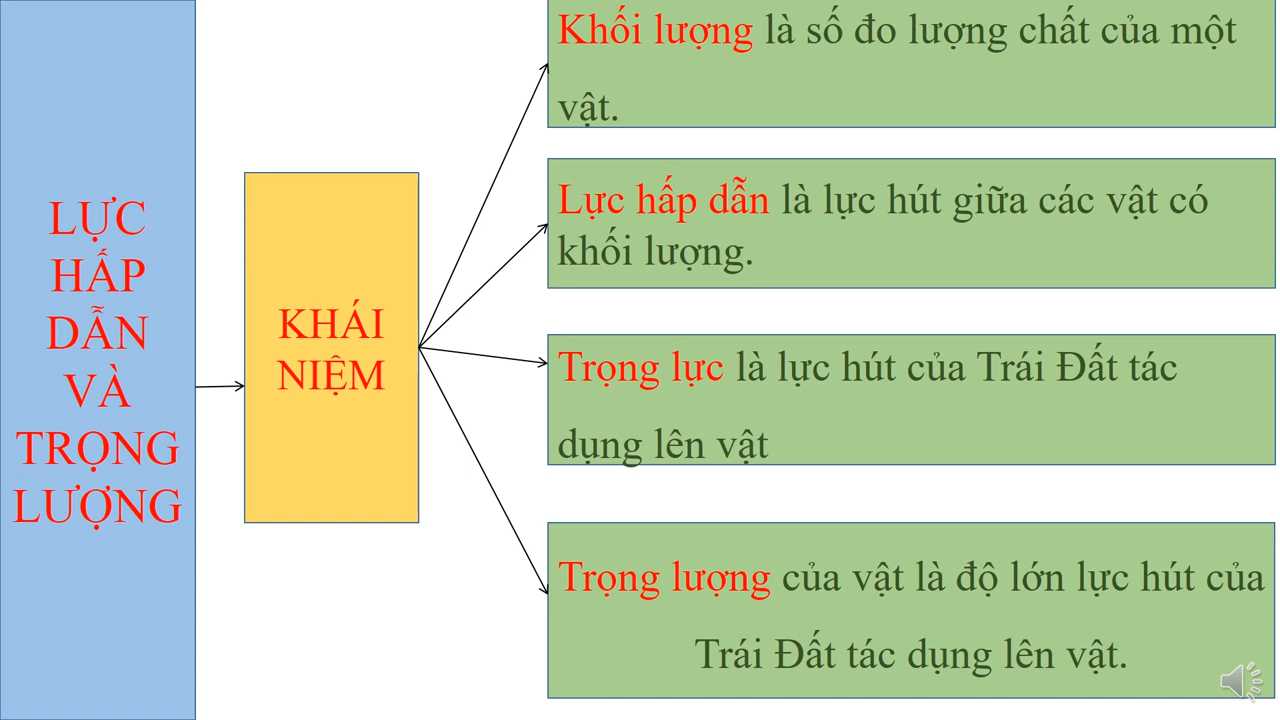 LỰC
HẤP
DẪN
VÀ
TRỌNG
LƯỢNG
KHÁI
NIỆM
Khối lượng là số đo lượng chất của một
vật.
Lực hấp dẫn là lực hút giữa các vật có
khối lượng.
Trọng lực là lực hút của Trái Đất tác
dụng lên vật
Trọng lượng của vật là độ lớn lực hút của
Trái Đất tác dụng lên vật.